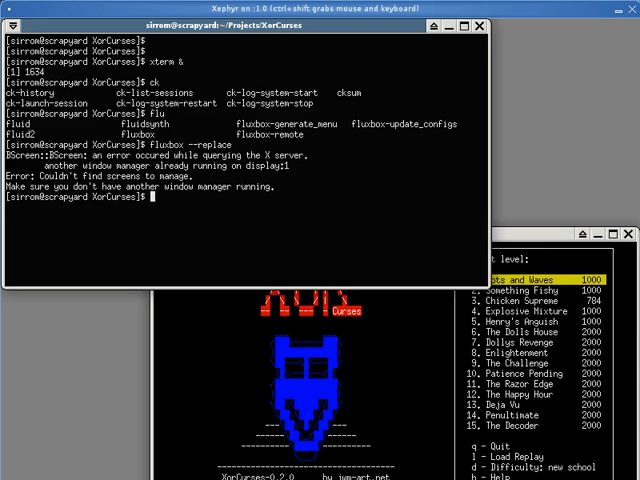 Xephyr on :1.0 (ctrl+shift grabs mouse and keyboard)
sirrom@scrapyard:~/Projects/XorCurses
[sirrom@scrapyard XorCurses]$
[sirrom@scrapyard XorCurses]$
[sirrom@scrapyard XorCurses]$ xterm &
[1] 1634
[sirrom@scrapyard XorCurses]$ ck
ck-history ck-list-sessions ck-log-system-start cksum
ck-launch-session ck-log-system-restart ck-log-system-stop
[sirrom@scrapyard XorCurses]$ flu
fluid fluidsynth fluxbox-generate_menu fluxbox-update_configs
fluid2 fluxbox fluxbox-remote
[sirrom@scrapyard XorCurses]$ fluxbox --replace
BScreen::BScreen: an error occured while querying the X server.
another window manager already running on display:1
Error: Couldn't find screens to manage.
Make sure you don't have another window manager running.
[sirrom@scrapyard XorCurses]$
t level:
ots and Waves 1000
2. Something Fishy 1000
3. Chicken Supreme 784
4. Explosive Mixture 1000
5. Henry's Anguish 1000
6. The Dolls House 2000
7. Dollys Revenge 2000
8. Enlightenment 2000
9. The Challenge 2000
10. Patience Pending 2000
11. The Razor Edge 2000
12. The Happy Hour 2000
13. Deja Vu 2000
14. Penultimate 2000
15. The Decoder 2000
q - Quit
l - Load Replay
d - Difficulty: new school
h - Help
Curses
XorCurses-0.2.0 by jwm-art.net